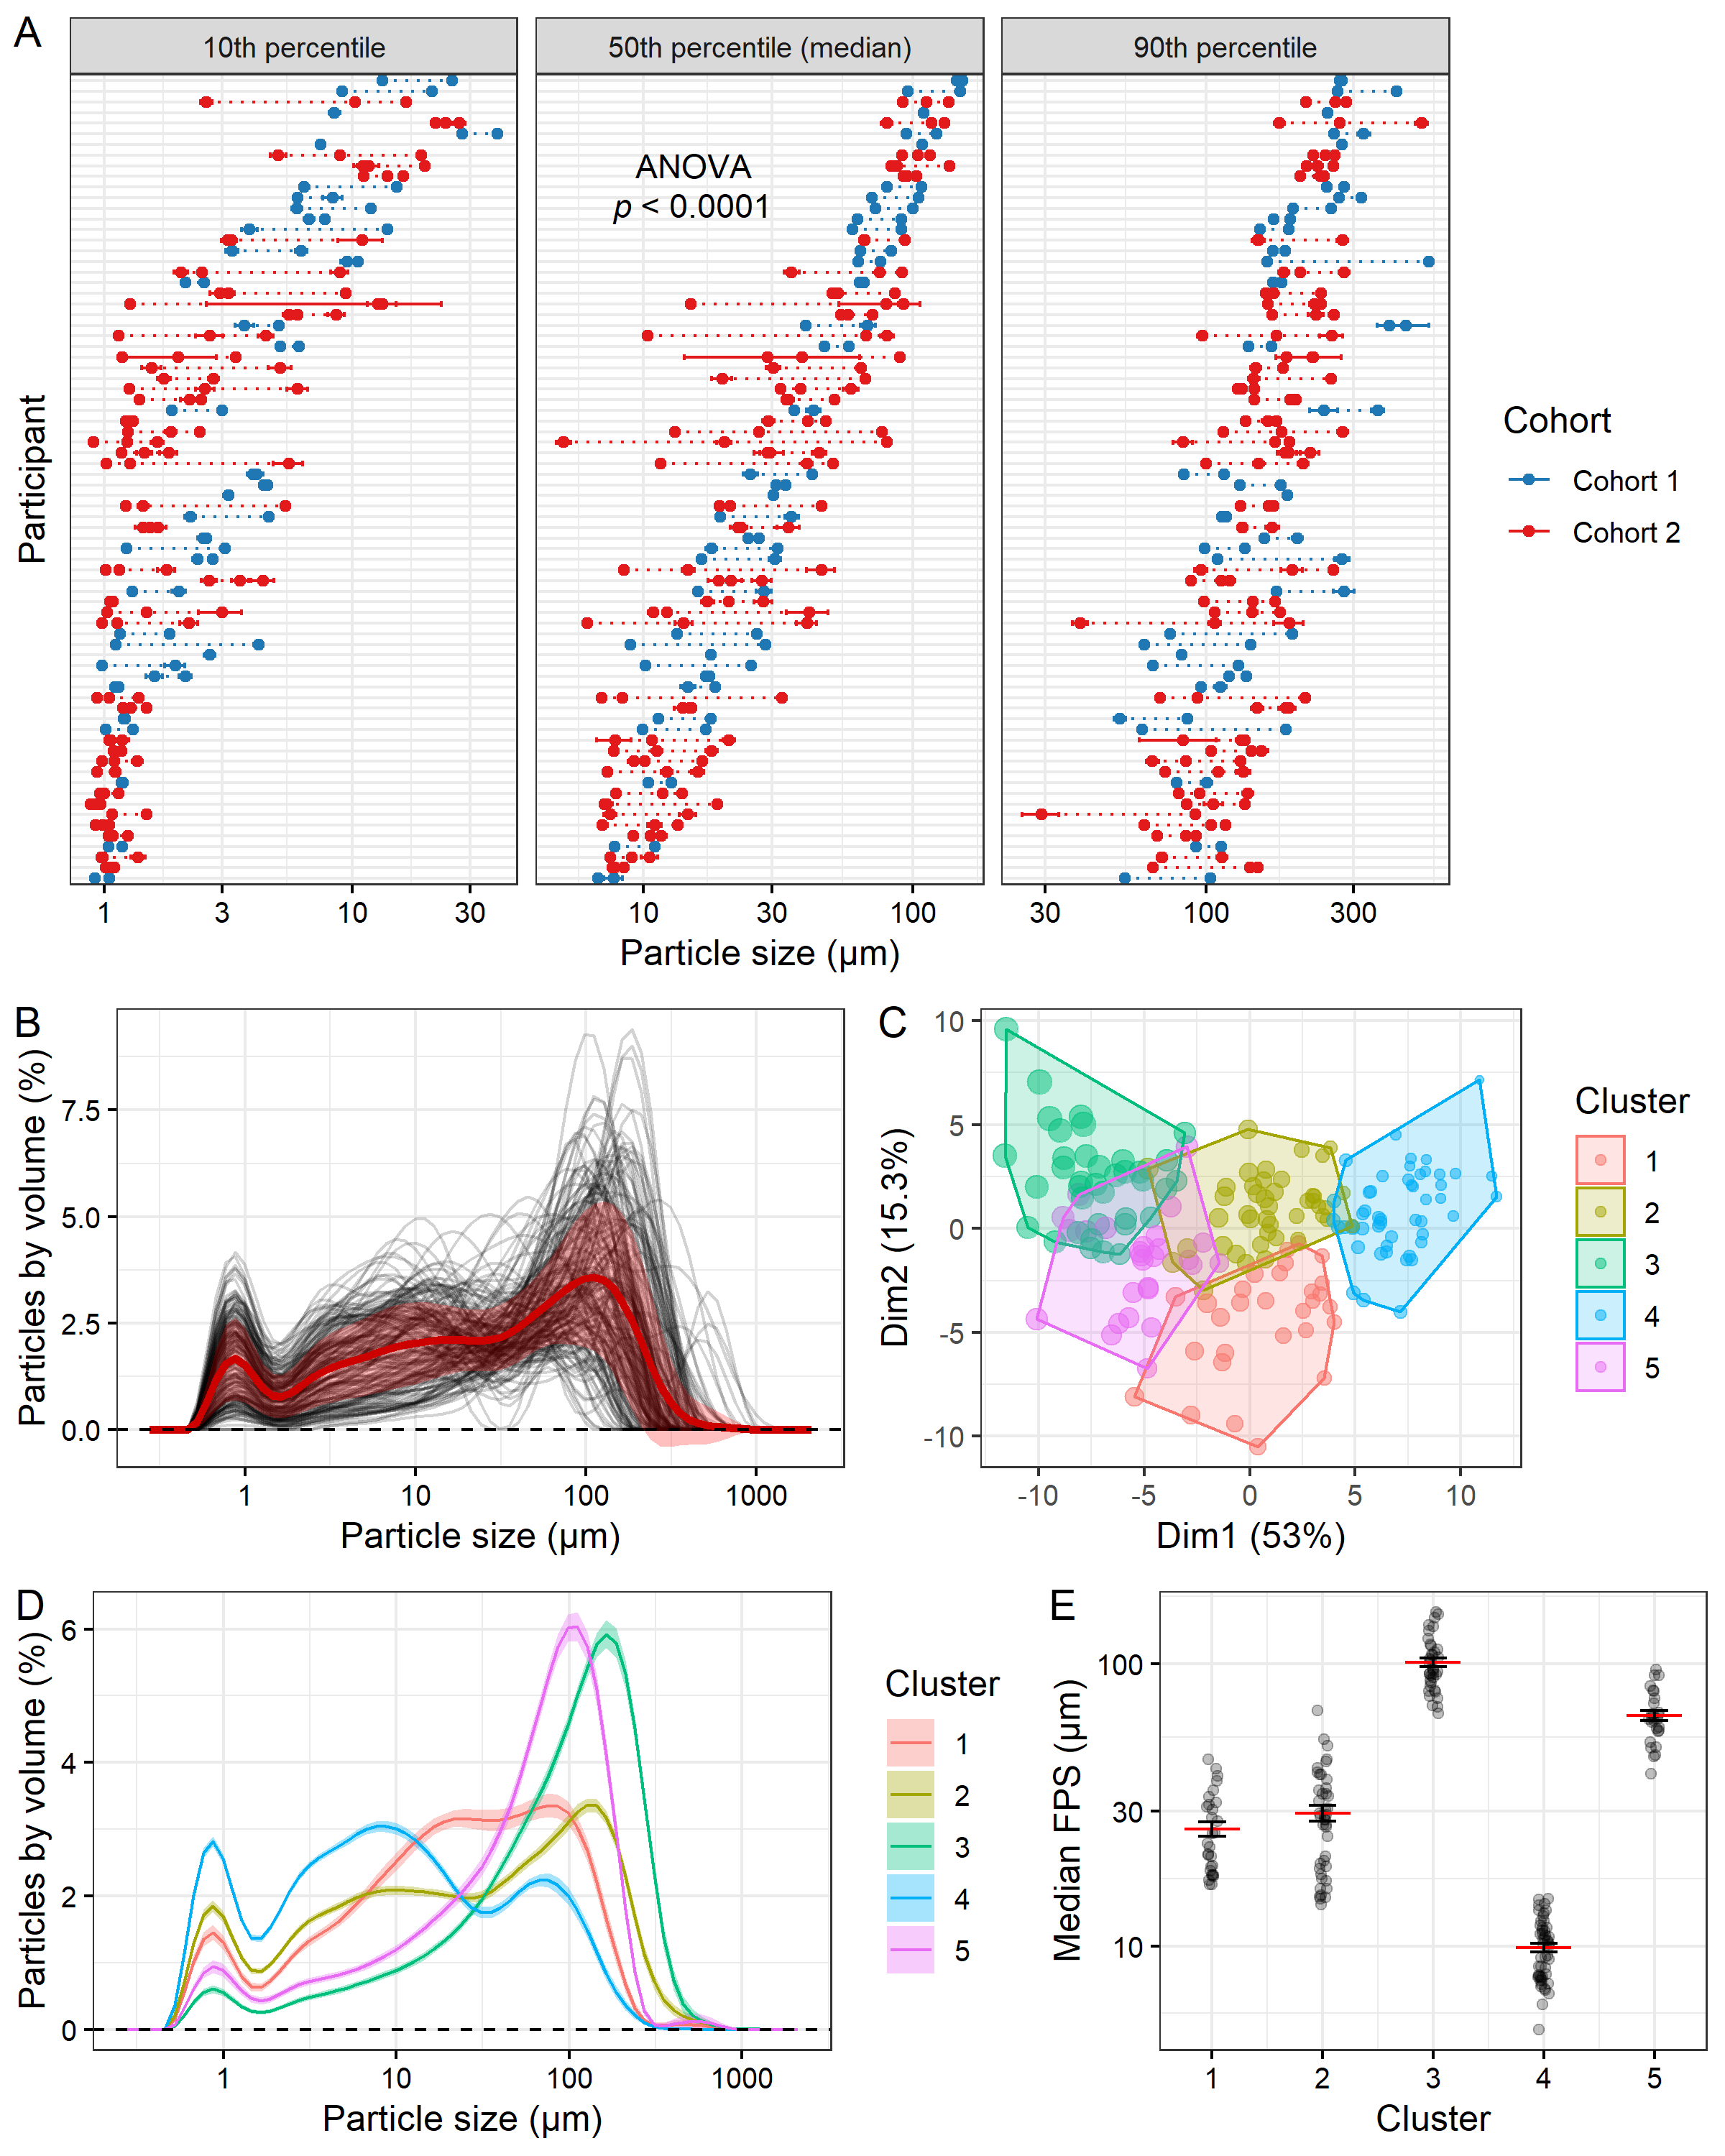 A
10th percentile
50th percentile (median)
90th percentile
ANOVA
p < 0.0001
Participant
1
3
10
30
10
30
100
30
100
300
Particle size (µm)
Cohort
Cohort 1
Cohort 2
B
Particles by volume (%)
7.5
5.0
2.5
0.0
1
10
100
1000
Particle size (µm)
C
Dim2 (15.3%)
10
5
0
-5
-10
-10
-5
0
5
10
Dim1 (53%)
Cluster
1
2
3
4
5
D
Particles by volume (%)
6
4
2
0
1
10
100
1000
Particle size (µm)
Cluster
1
2
3
4
5
E
Median FPS (µm)
100
30
10
1
2
3
4
5
Cluster